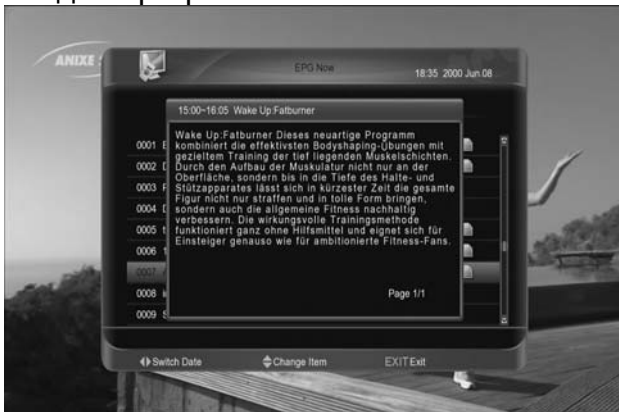 ANIXE
EPG Now
18:35 2000 Jun.08
15:00~16:05 Wake Up:Fatburner
Wake Up:Fatburner Dieses neuartige Programm
kombiniert die effektivsten Bodyshaping-Übungen mit
gezieltem Training der tief liegenden Muskelschichten.
Durch den Aufbau der Muskulatur nicht nur an der
Oberfläche, sondern bis in die Tiefe des Halte- und
Stützapparates lässt sich in kürzester Zeit die gesamte
Figur nicht nur straffen und in tolle Form bringen,
sondern auch die allgemeine Fitness nachhaltig
verbessern. Die wirkungsvolle Trainingsmethode
funktioniert ganz ohne Hilfsmittel und eignet sich für
Einsteiger genauso wie für ambitionierte Fitness-Fans.
Page 1/1
0001
0002
0003
0004
0005
0006
0007
0008
0009
Switch Date
Change Item
EXIT Exit